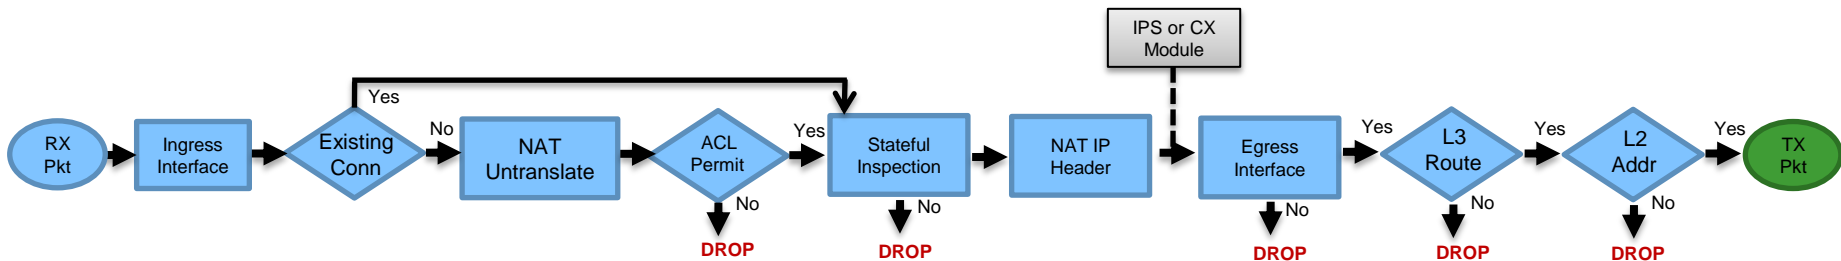 IPS or CX
Module
RX
Pkt
Ingress
Interface
Existing
Conn
Yes
No
NAT
Untranslate
ACL
Permit
Yes
No
DROP
Stateful
Inspection
No
DROP
NAT IP
Header
Egress
Interface
Yes
No
DROP
L3
Route
Yes
No
DROP
L2
Addr
Yes
No
DROP
TX
Pkt